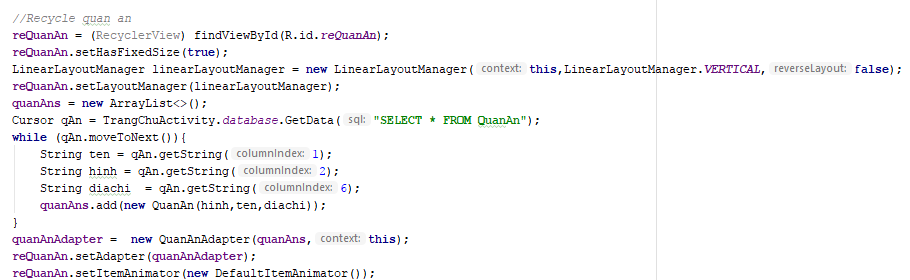 //Recycle quan an
reQuanAn = (RecyclerView) findViewById(R.id.reQuanAn);
reQuanAn.setHasFixedSize(true);
LinearLayoutManager linearLayoutManager = new LinearLayoutManager( context: this,LinearLayoutManager.VERTICAL, reverseLayout: false);
reQuanAn.setLayoutManager(linearLayoutManager);
quanAns = new ArrayList<>();
Cursor qAn = TrangChuActivity.database.GetData( sql: "SELECT * FROM QuanAn");
while (qAn.moveToNext()){
    String ten = qAn.getString( columnIndex: 1);
    String hinh = qAn.getString( columnIndex: 2);
    String diachi  = qAn.getString( columnIndex: 6);
    quanAns.add(new QuanAn(hinh,ten,diachi));
}
quanAnAdapter =  new QuanAnAdapter(quanAns, context: this);
reQuanAn.setAdapter(quanAnAdapter);
reQuanAn.setItemAnimator(new DefaultItemAnimator());